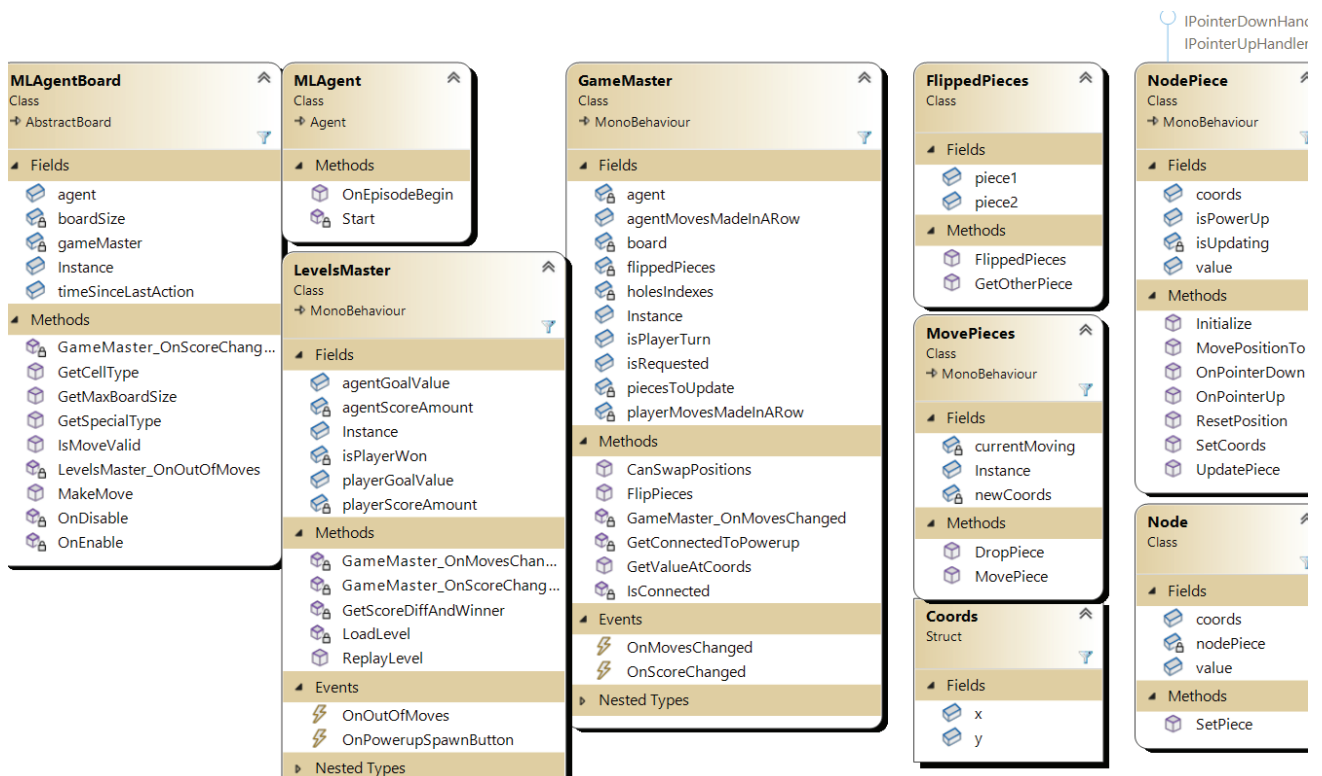 IPointerDownHand
IPointerUpHandler
MLAgentBoard
Class
AbstractBoard
Fields
agent
boardSize
gameMaster
Instance
timeSinceLastAction
Methods
GameMaster_OnScoreChang...
GetCellType
GetMaxBoardSize
GetSpecialType
IsMoveValid
LevelsMaster_OnOutOfMoves
MakeMove
OnDisable
OnEnable
MLAgent
Class
Agent
Methods
OnEpisodeBegin
Start
LevelsMaster
Class
MonoBehaviour
Fields
agentGoalValue
agentScoreAmount
Instance
isPlayerWon
playerGoalValue
playerScoreAmount
Methods
GameMaster_OnMovesChan...
GameMaster_OnScoreChang...
GetScoreDiffAndWinner
LoadLevel
ReplayLevel
Events
OnOutOfMoves
OnPowerupSpawnButton
Nested Types
GameMaster
Class
MonoBehaviour
Fields
agent
agentMovesMadeInARow
board
flippedPieces
holesIndexes
Instance
isPlayerTurn
isRequested
piecesToUpdate
playerMovesMadeInARow
Methods
CanSwapPositions
FlipPieces
GameMaster_OnMovesChanged
GetConnectedToPowerup
GetValueAtCoords
IsConnected
Events
OnMovesChanged
OnScoreChanged
Nested Types
FlippedPieces
Class
Fields
piece1
piece2
Methods
FlippedPieces
GetOtherPiece
MovePieces
Class
MonoBehaviour
Fields
currentMoving
Instance
newCoords
Methods
DropPiece
MovePiece
Coords
Struct
Fields
x
y
NodePiece
Class
MonoBehaviour
Fields
coords
isPowerUp
isUpdating
value
Methods
Initialize
MovePositionTo
OnPointerDown
OnPointerUp
ResetPosition
SetCoords
UpdatePiece
Node
Class
Fields
coords
nodePiece
value
Methods
SetPiece